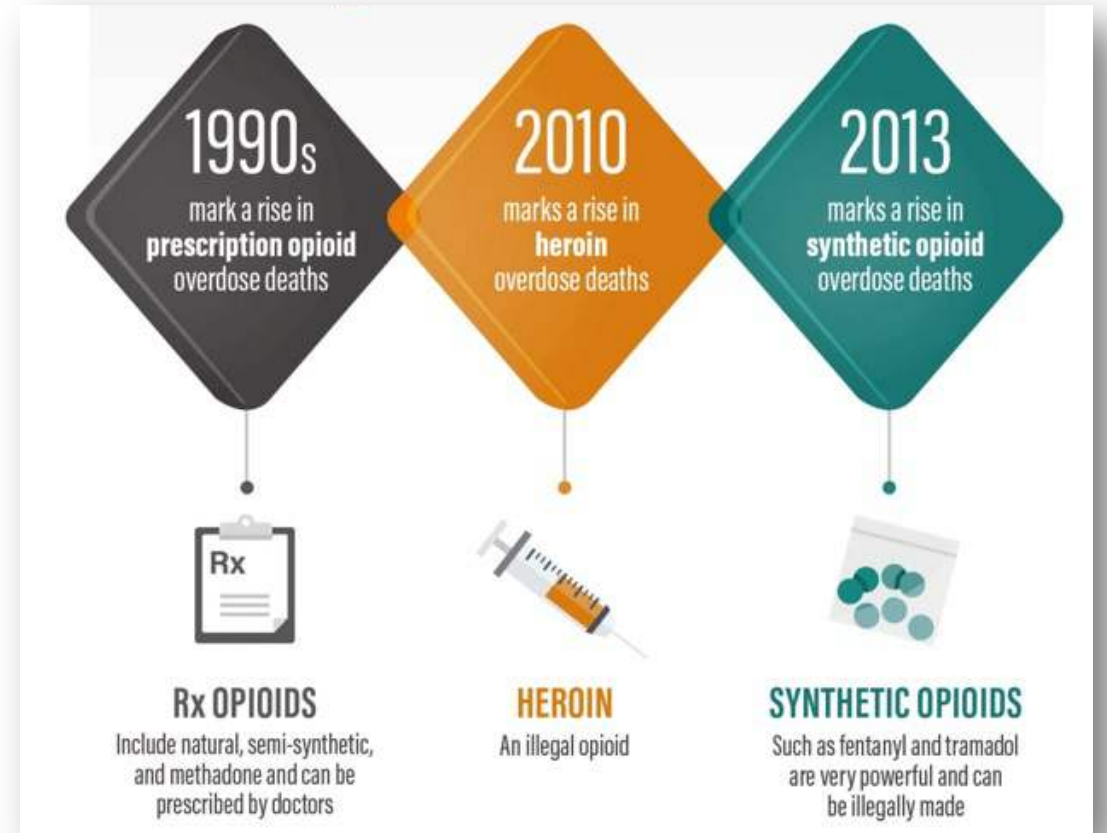 1990s
mark a rise in
prescription opioid
overdose deaths
2010
marks a rise in
heroin
overdose deaths
2013
marks a rise in
synthetic opioid
overdose deaths
Rx
Rx OPIOIDS
Include natural, semi-synthetic,
and methadone and can be
prescribed by doctors
HEROIN
An illegal opioid
SYNTHETIC OPIOIDS
Such as fentanyl and tramadol
are very powerful and can
be illegally made